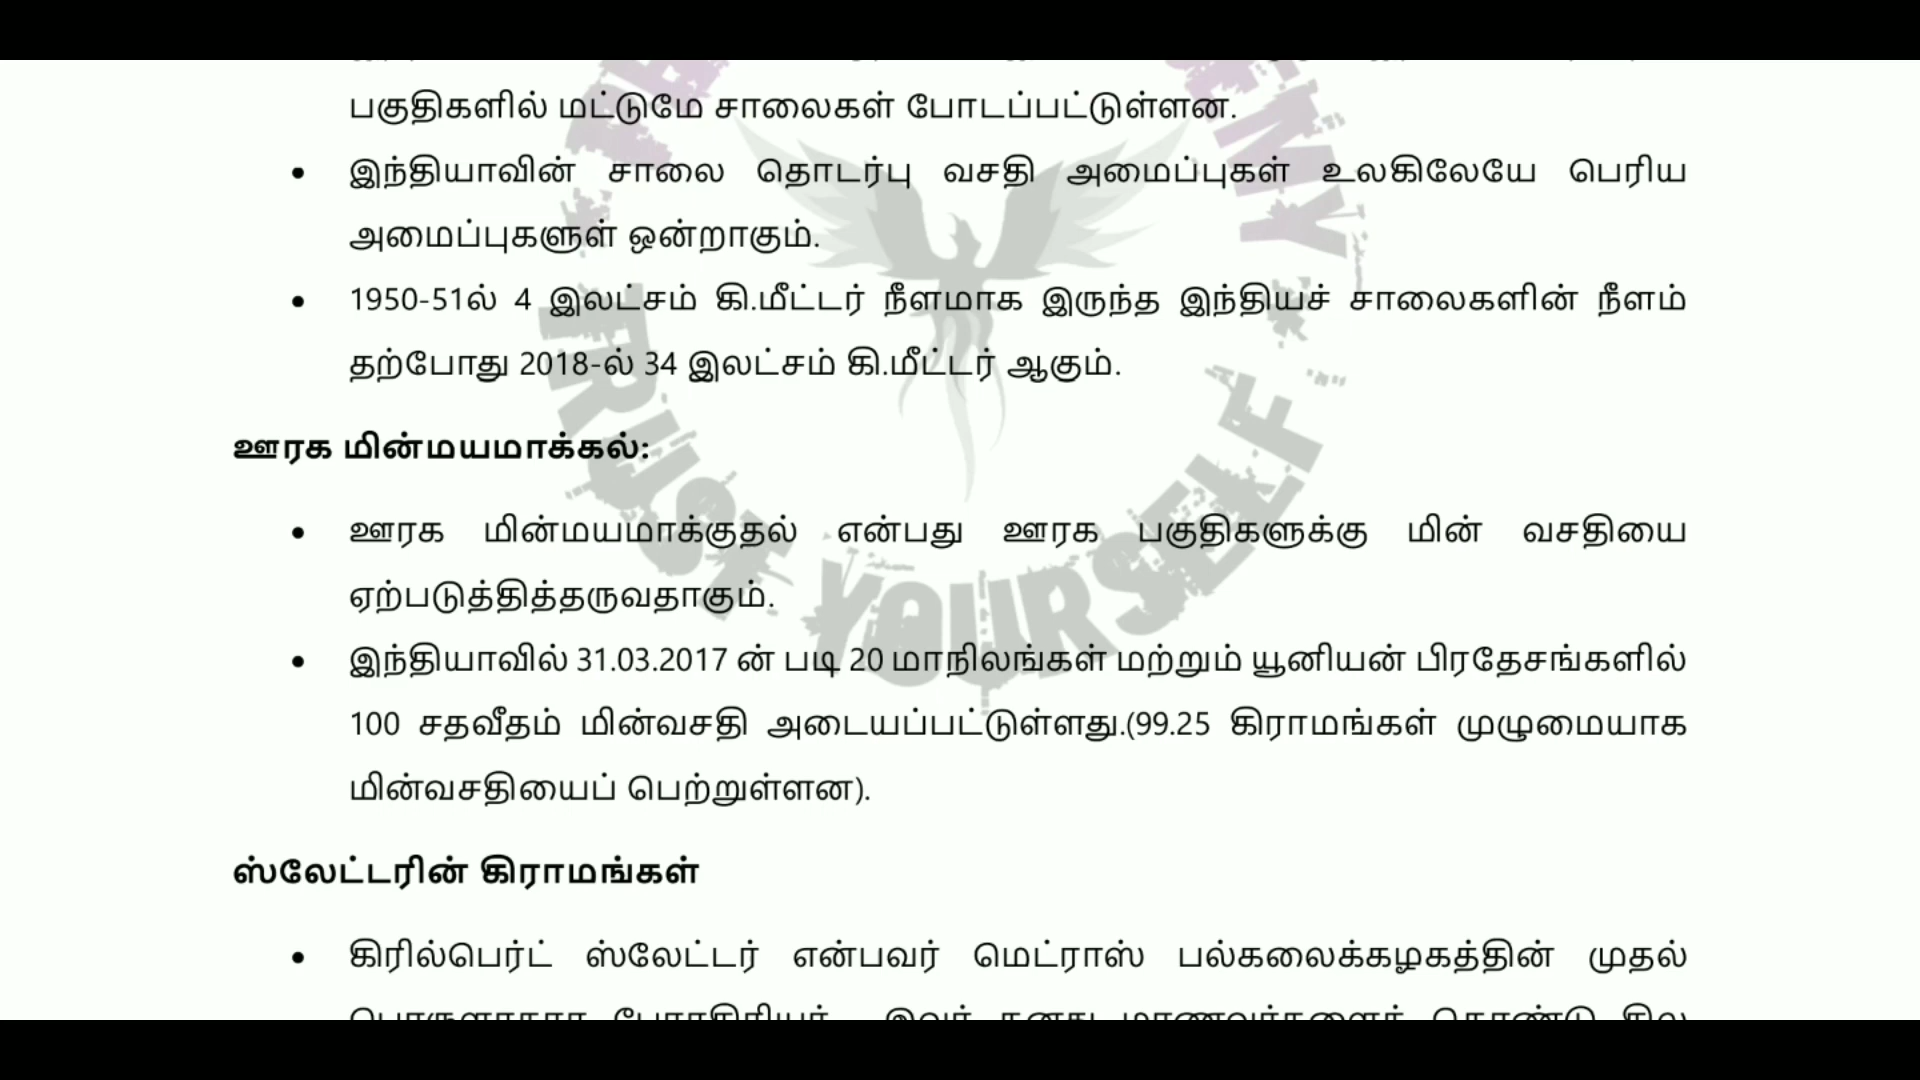 பகுதிகளில் மட்டுமே சாலைகள் போடப்பட்டுள்ளன.
• இந்தியாவின் சாலை தொடர்பு வசதி அமைப்புகள் உலகிலேயே பெரிய
அமைப்புகளுள் ஒன்றாகும்.
• 1950-51ல் 4 இலட்சம் கி.மீட்டர் நீளமாக இருந்த இந்தியச் சாலைகளின் நீளம்
தற்போது 2018-ல் 34 இலட்சம் கி.மீட்டர் ஆகும்.
ஊரக மின்மயமாக்கல்:
• ஊரக மின்மயமாக்குதல் என்பது ஊரக பகுதிகளுக்கு மின் வசதியை
ஏற்படுத்தித்தருவதாகும்.
• இந்தியாவில் 31.03.2017 ன் படி 20 மாநிலங்கள் மற்றும் யூனியன் பிரதேசங்களில்
100 சதவீதம் மின்வசதி அடையப்பட்டுள்ளது.(99.25 கிராமங்கள் முழுமையாக
மின்வசதியைப் பெற்றுள்ளன).
ஸ்லேட்டரின் கிராமங்கள்
• கிரில்பெர்ட் ஸ்லேட்டர் என்பவர் மெட்ராஸ் பல்கலைக்கழகத்தின் முதல்
TRUST YOURSELF